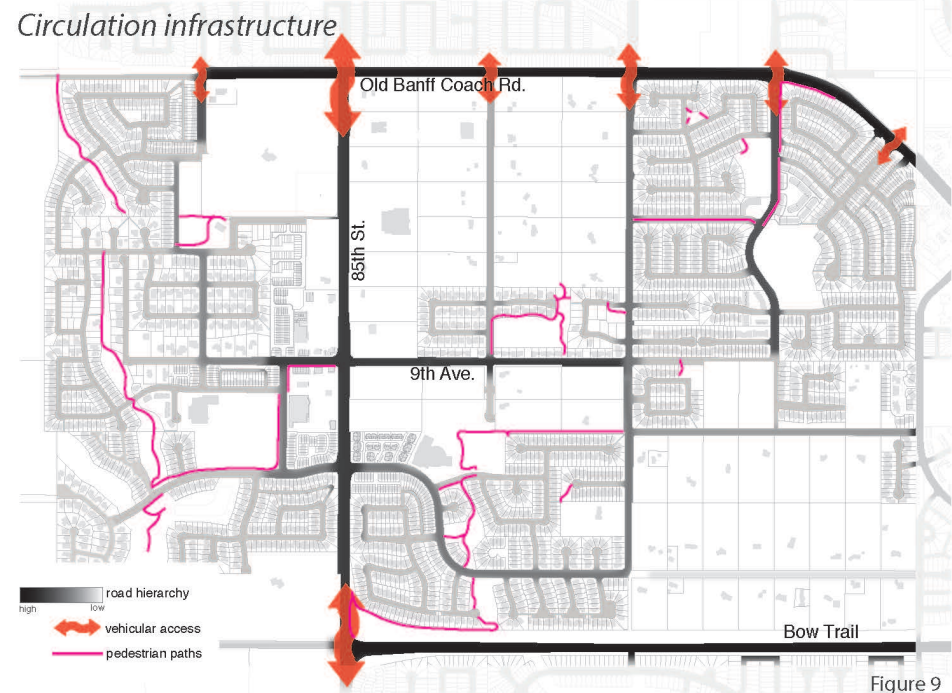 Circulation infrastructure
Old Banff Coach Rd.
85th St.
9th Ave.
road hierarchy
high
low
vehicular access
pedestrian paths
Bow Trail
Figure 9